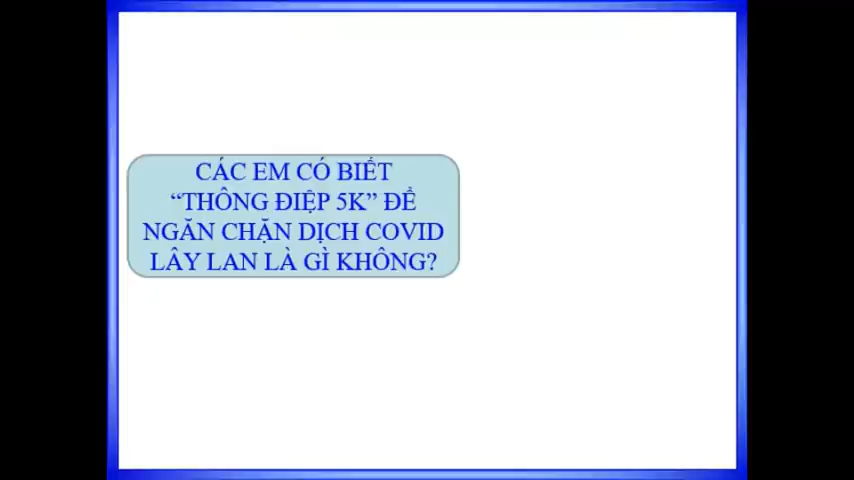 CÁC EM CÓ BIẾT
“THÔNG ĐIỆP 5K” ĐỂ
NGĂN CHẶN DỊCH COVID
LÂY LAN LÀ GÌ KHÔNG?